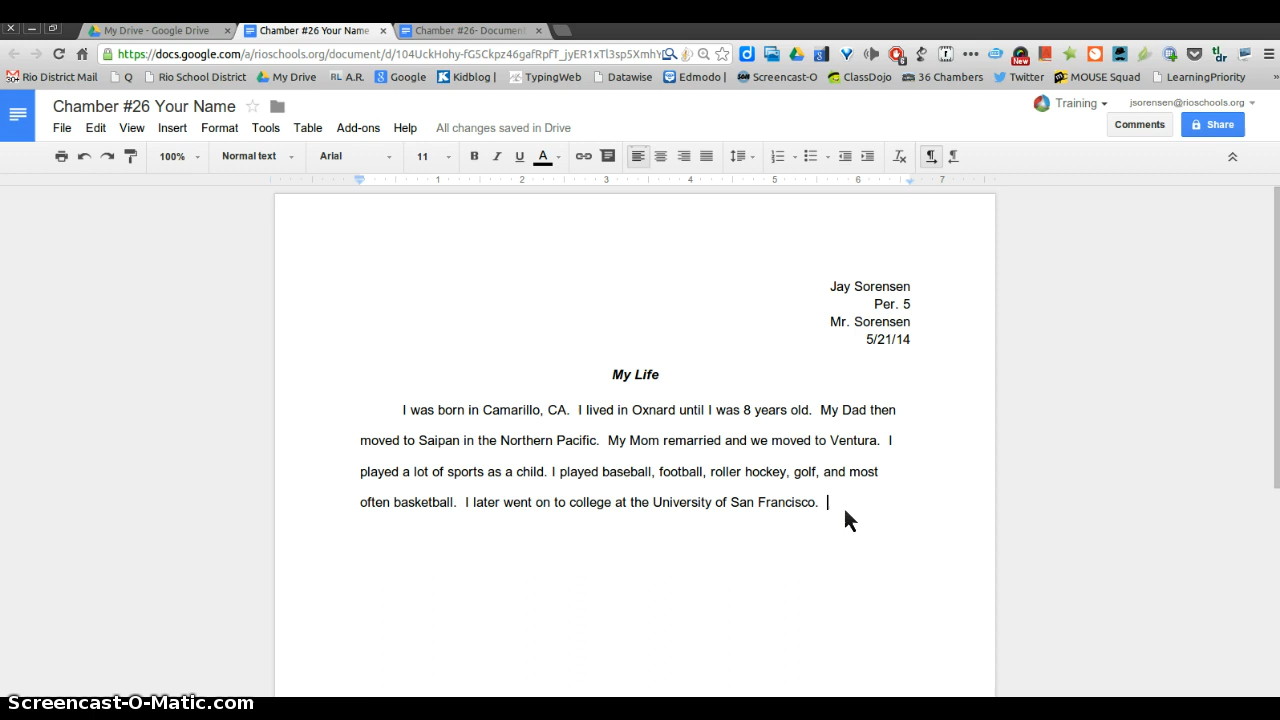 My Drive - Google Drive
Chamber #26 Your Name
Chamber #26- Document
https://docs.google.com/a/rioschools.org/document/d/104UckHohy-fG5Ckpz46gafRpfT_jyER1xTl3sp5XmhY
Rio District Mail Q Rio School District My Drive A.R. Google Kidblog | TypingWeb Datawise Edmodo | Screencast-O ClassDojo 36 Chambers Twitter MOUSE Squad LearningPriority
Chamber #26 Your Name
Training
jsorensen@rioschools.org
File Edit View Insert Format Tools Table Add-ons Help All changes saved in Drive
Comments
Share
100% Normal text Arial 11 B I U A
1 2 3 4 5 6 7
Jay Sorensen
Per. 5
Mr. Sorensen
5/21/14
My Life
I was born in Camarillo, CA. I lived in Oxnard until I was 8 years old. My Dad then
moved to Saipan in the Northern Pacific. My Mom remarried and we moved to Ventura. I
played a lot of sports as a child. I played baseball, football, roller hockey, golf, and most
often basketball. I later went on to college at the University of San Francisco.
Screencast-O-Matic.com